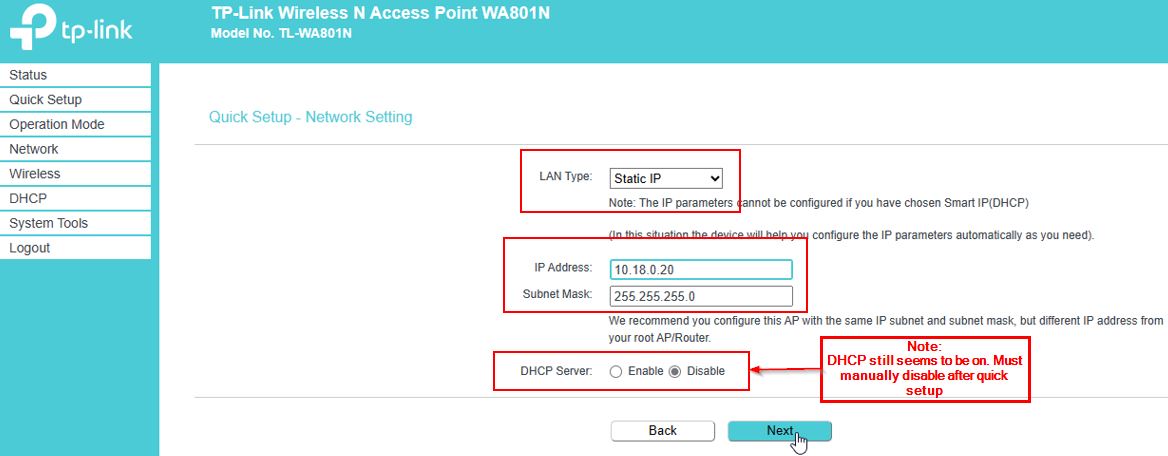 tp-link
TP-Link Wireless N Access Point WA801N
Model No. TL-WA801N
Status
Quick Setup
Operation Mode
Network
Wireless
DHCP
System Tools
Logout
Quick Setup - Network Setting
LAN Type: Static IP
Note: The IP parameters cannot be configured if you have chosen Smart IP(DHCP)
(In this situation the device will help you configure the IP parameters automatically as you need).
IP Address: 10.18.0.20
Subnet Mask: 255.255.255.0
We recommend you configure this AP with the same IP subnet and subnet mask, but different IP address from
your root AP/Router.
DHCP Server: Enable Disable
Note:
DHCP still seems to be on. Must
manually disable after quick
setup
Back Next